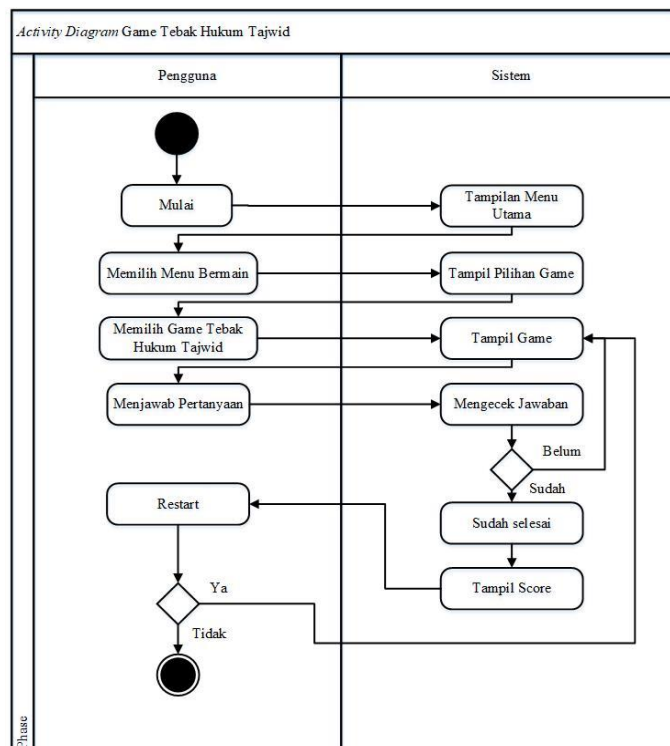 Activity Diagram Game Tebak Hukum Tajwid
Pengguna
Sistem
Mulai
Tampilan Menu
Utama
Memilih Menu Bermain
Tampil Pilihan Game
Memilih Game Tebak
Hukum Tajwid
Tampil Game
Menjawab Pertanyaan
Mengecek Jawaban
Belum
Sudah
Restart
Sudah selesai
Ya
Tampil Score
Tidak
Phase